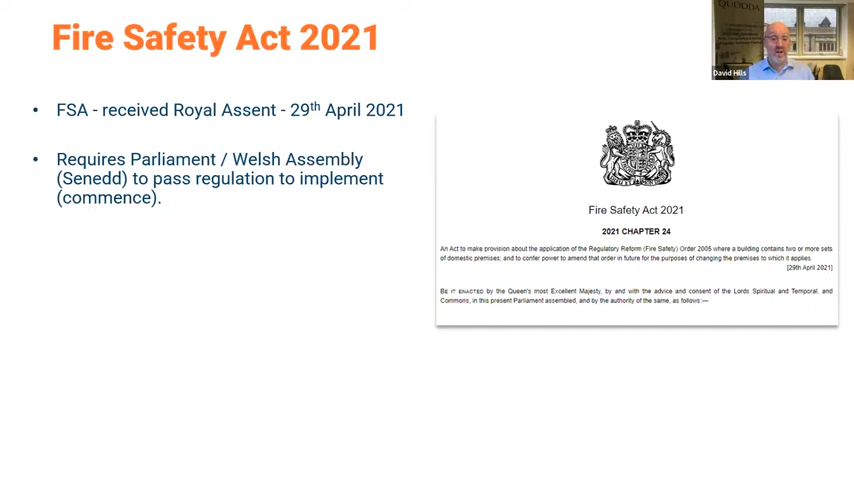 Fire Safety Act 2021
QUODDA
David Hills
• FSA - received Royal Assent - 29th April 2021
• Requires Parliament / Welsh Assembly
(Senedd) to pass regulation to implement
(commence).
Fire Safety Act 2021
2021 CHAPTER 24
An Act to make provision about the application of the Regulatory Reform (Fire Safety) Order 2005 where a building contains two or more sets
of domestic premises; and to confer power to amend that order in future for the purposes of changing the premises to which it applies.
[29th April 2021]
BE IT ENACTED by the Queen's most Excellent Majesty, by and with the advice and consent of the Lords Spiritual and Temporal, and
Commons, in this present Parliament assembled, and by the authority of the same, as follows:—